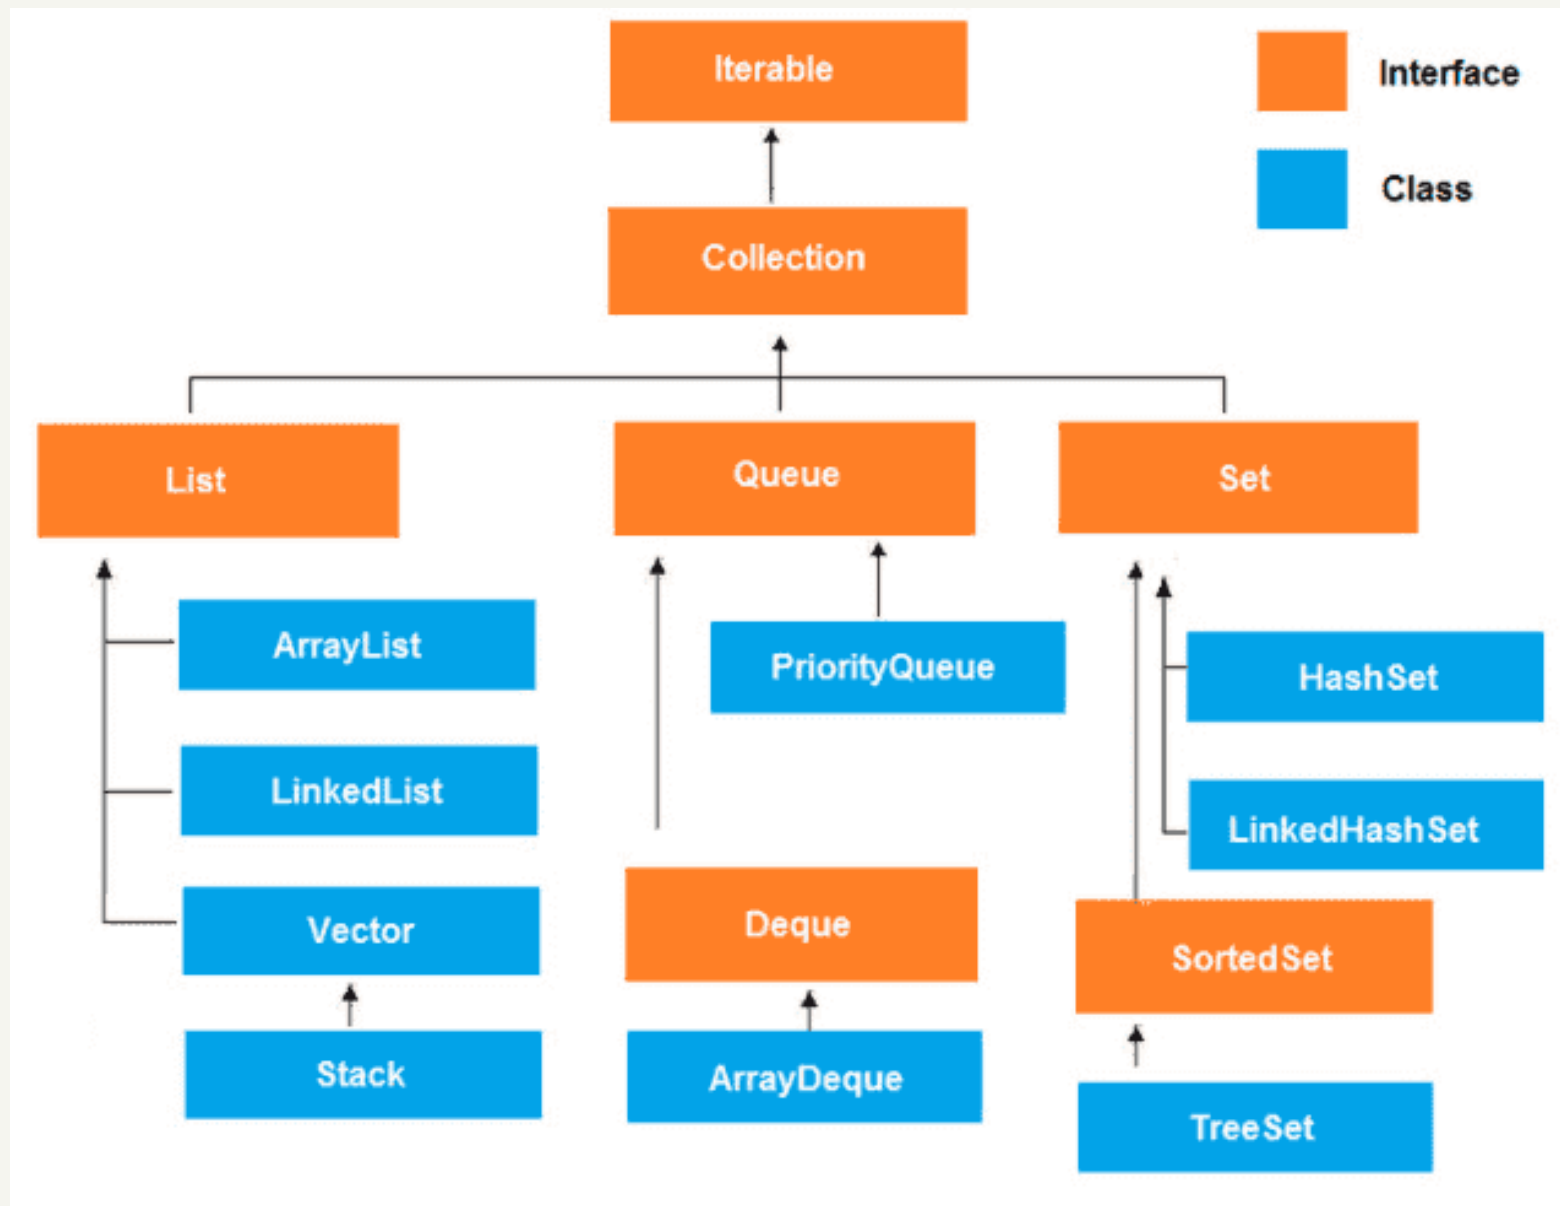 Iterable
Interface
Class
Collection
List
Queue
Set
ArrayList
PriorityQueue
HashSet
LinkedList
LinkedHashSet
Vector
Deque
SortedSet
Stack
ArrayDeque
TreeSet